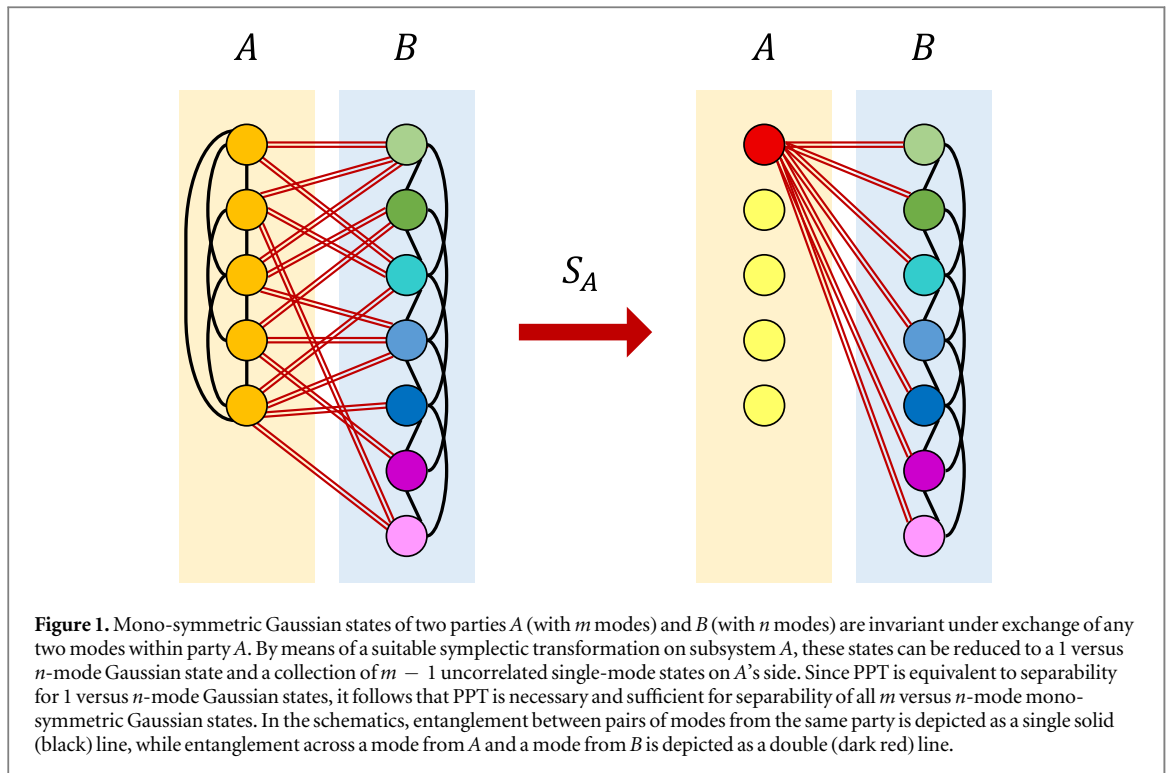 A B A B
S_A
Figure 1. Mono-symmetric Gaussian states of two parties A (with m modes) and B (with n modes) are invariant under exchange of any
two modes within party A. By means of a suitable symplectic transformation on subsystem A, these states can be reduced to a 1 versus
n-mode Gaussian state and a collection of m − 1 uncorrelated single-mode states on A's side. Since PPT is equivalent to separability
for 1 versus n-mode Gaussian states, it follows that PPT is necessary and sufficient for separability of all m versus n-mode mono-
symmetric Gaussian states. In the schematics, entanglement between pairs of modes from the same party is depicted as a single solid
(black) line, while entanglement across a mode from A and a mode from B is depicted as a double (dark red) line.